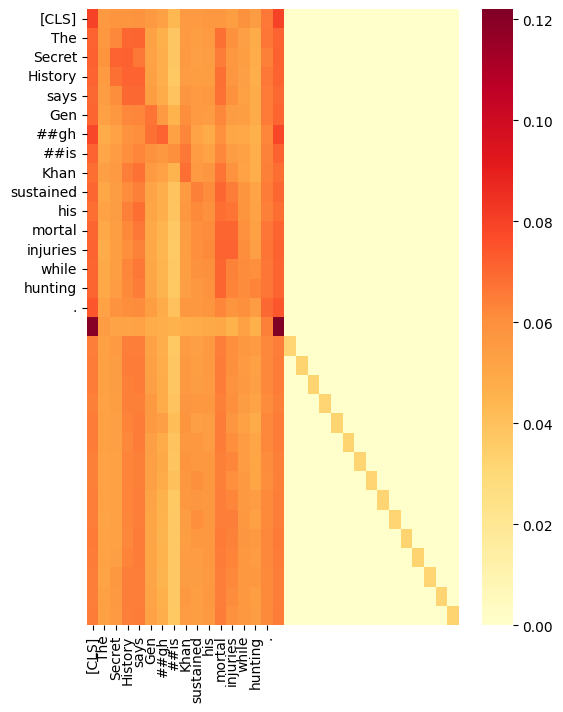 [CLS]
The
Secret
History
says
Gen
##gh
##is
Khan
sustained
his
mortal
injuries
while
hunting
.
[CLS]
The
Secret
History
says
Gen
##gh
##is
Khan
sustained
his
mortal
injuries
while
hunting
.
0.12
0.10
0.08
0.06
0.04
0.02
0.00